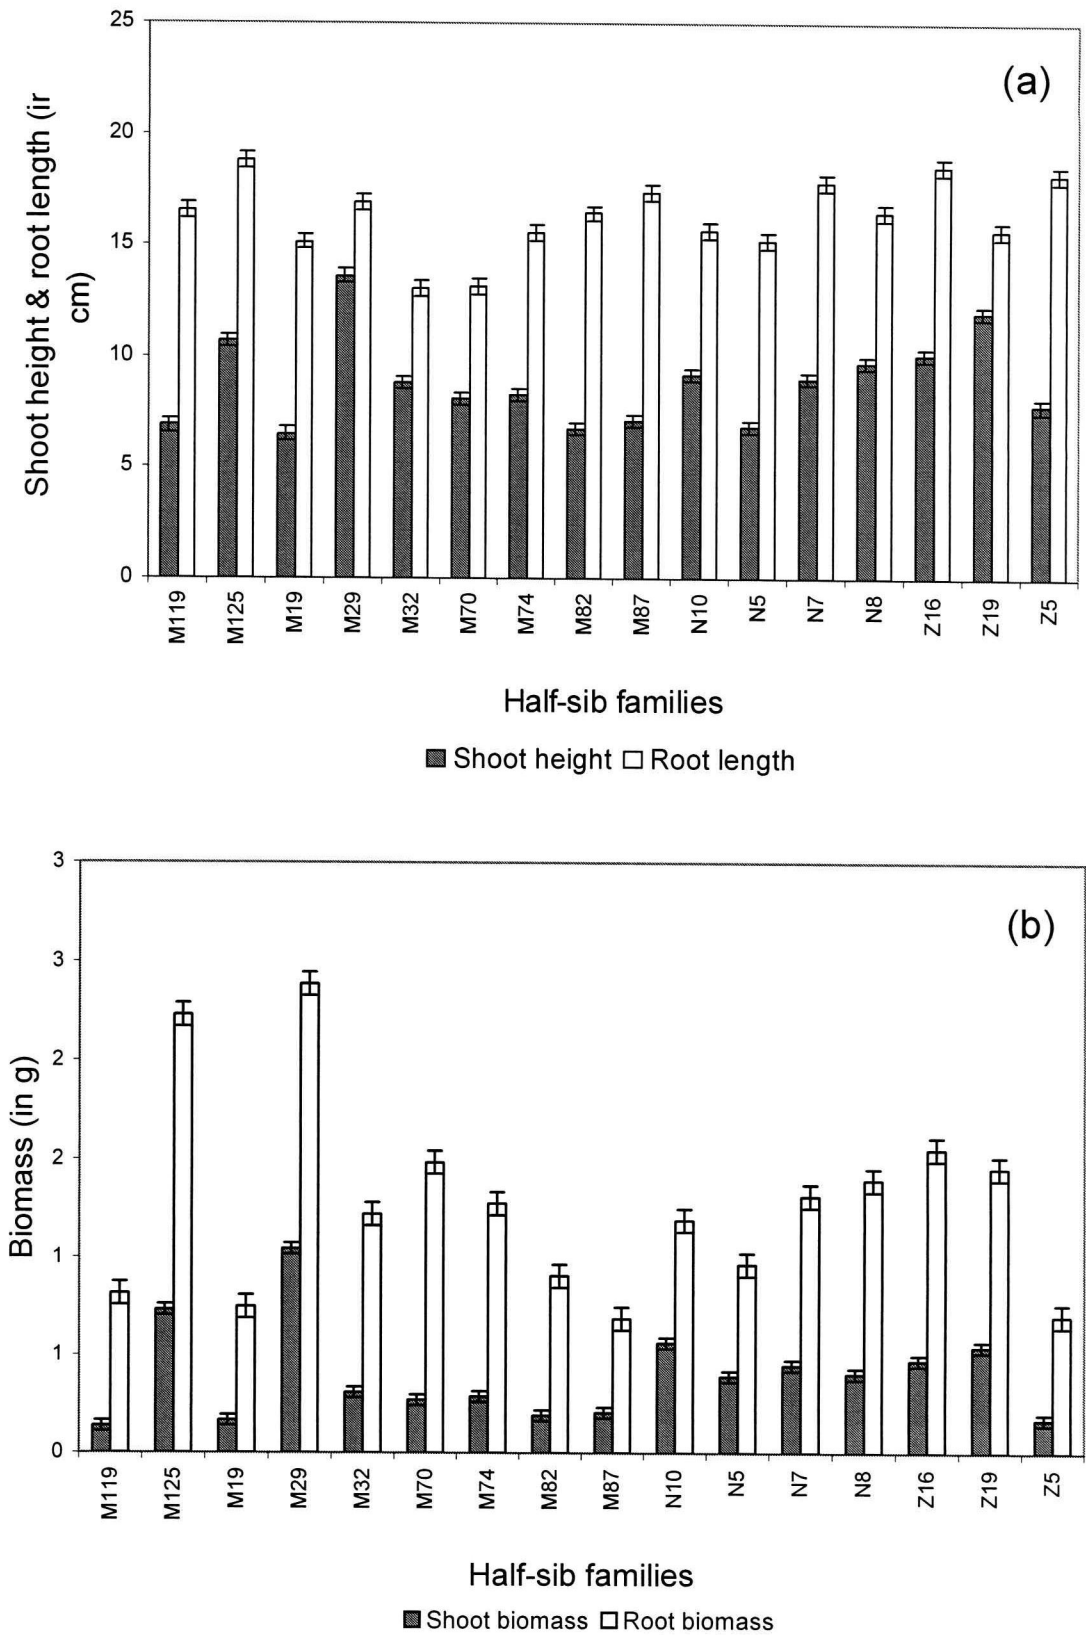 25
20
15
10
5
0
Shoot height & root length (ir
cm)
(a)
M119 M125 M19 M29 M32 M70 M74 M82 M87 N10 N5 N7 N8 Z16 Z19 Z5
Half-sib families
Shoot height Root length
3
3
2
2
1
1
0
Biomass (in g)
(b)
M119 M125 M19 M29 M32 M70 M74 M82 M87 N10 N5 N7 N8 Z16 Z19 Z5
Half-sib families
Shoot biomass Root biomass